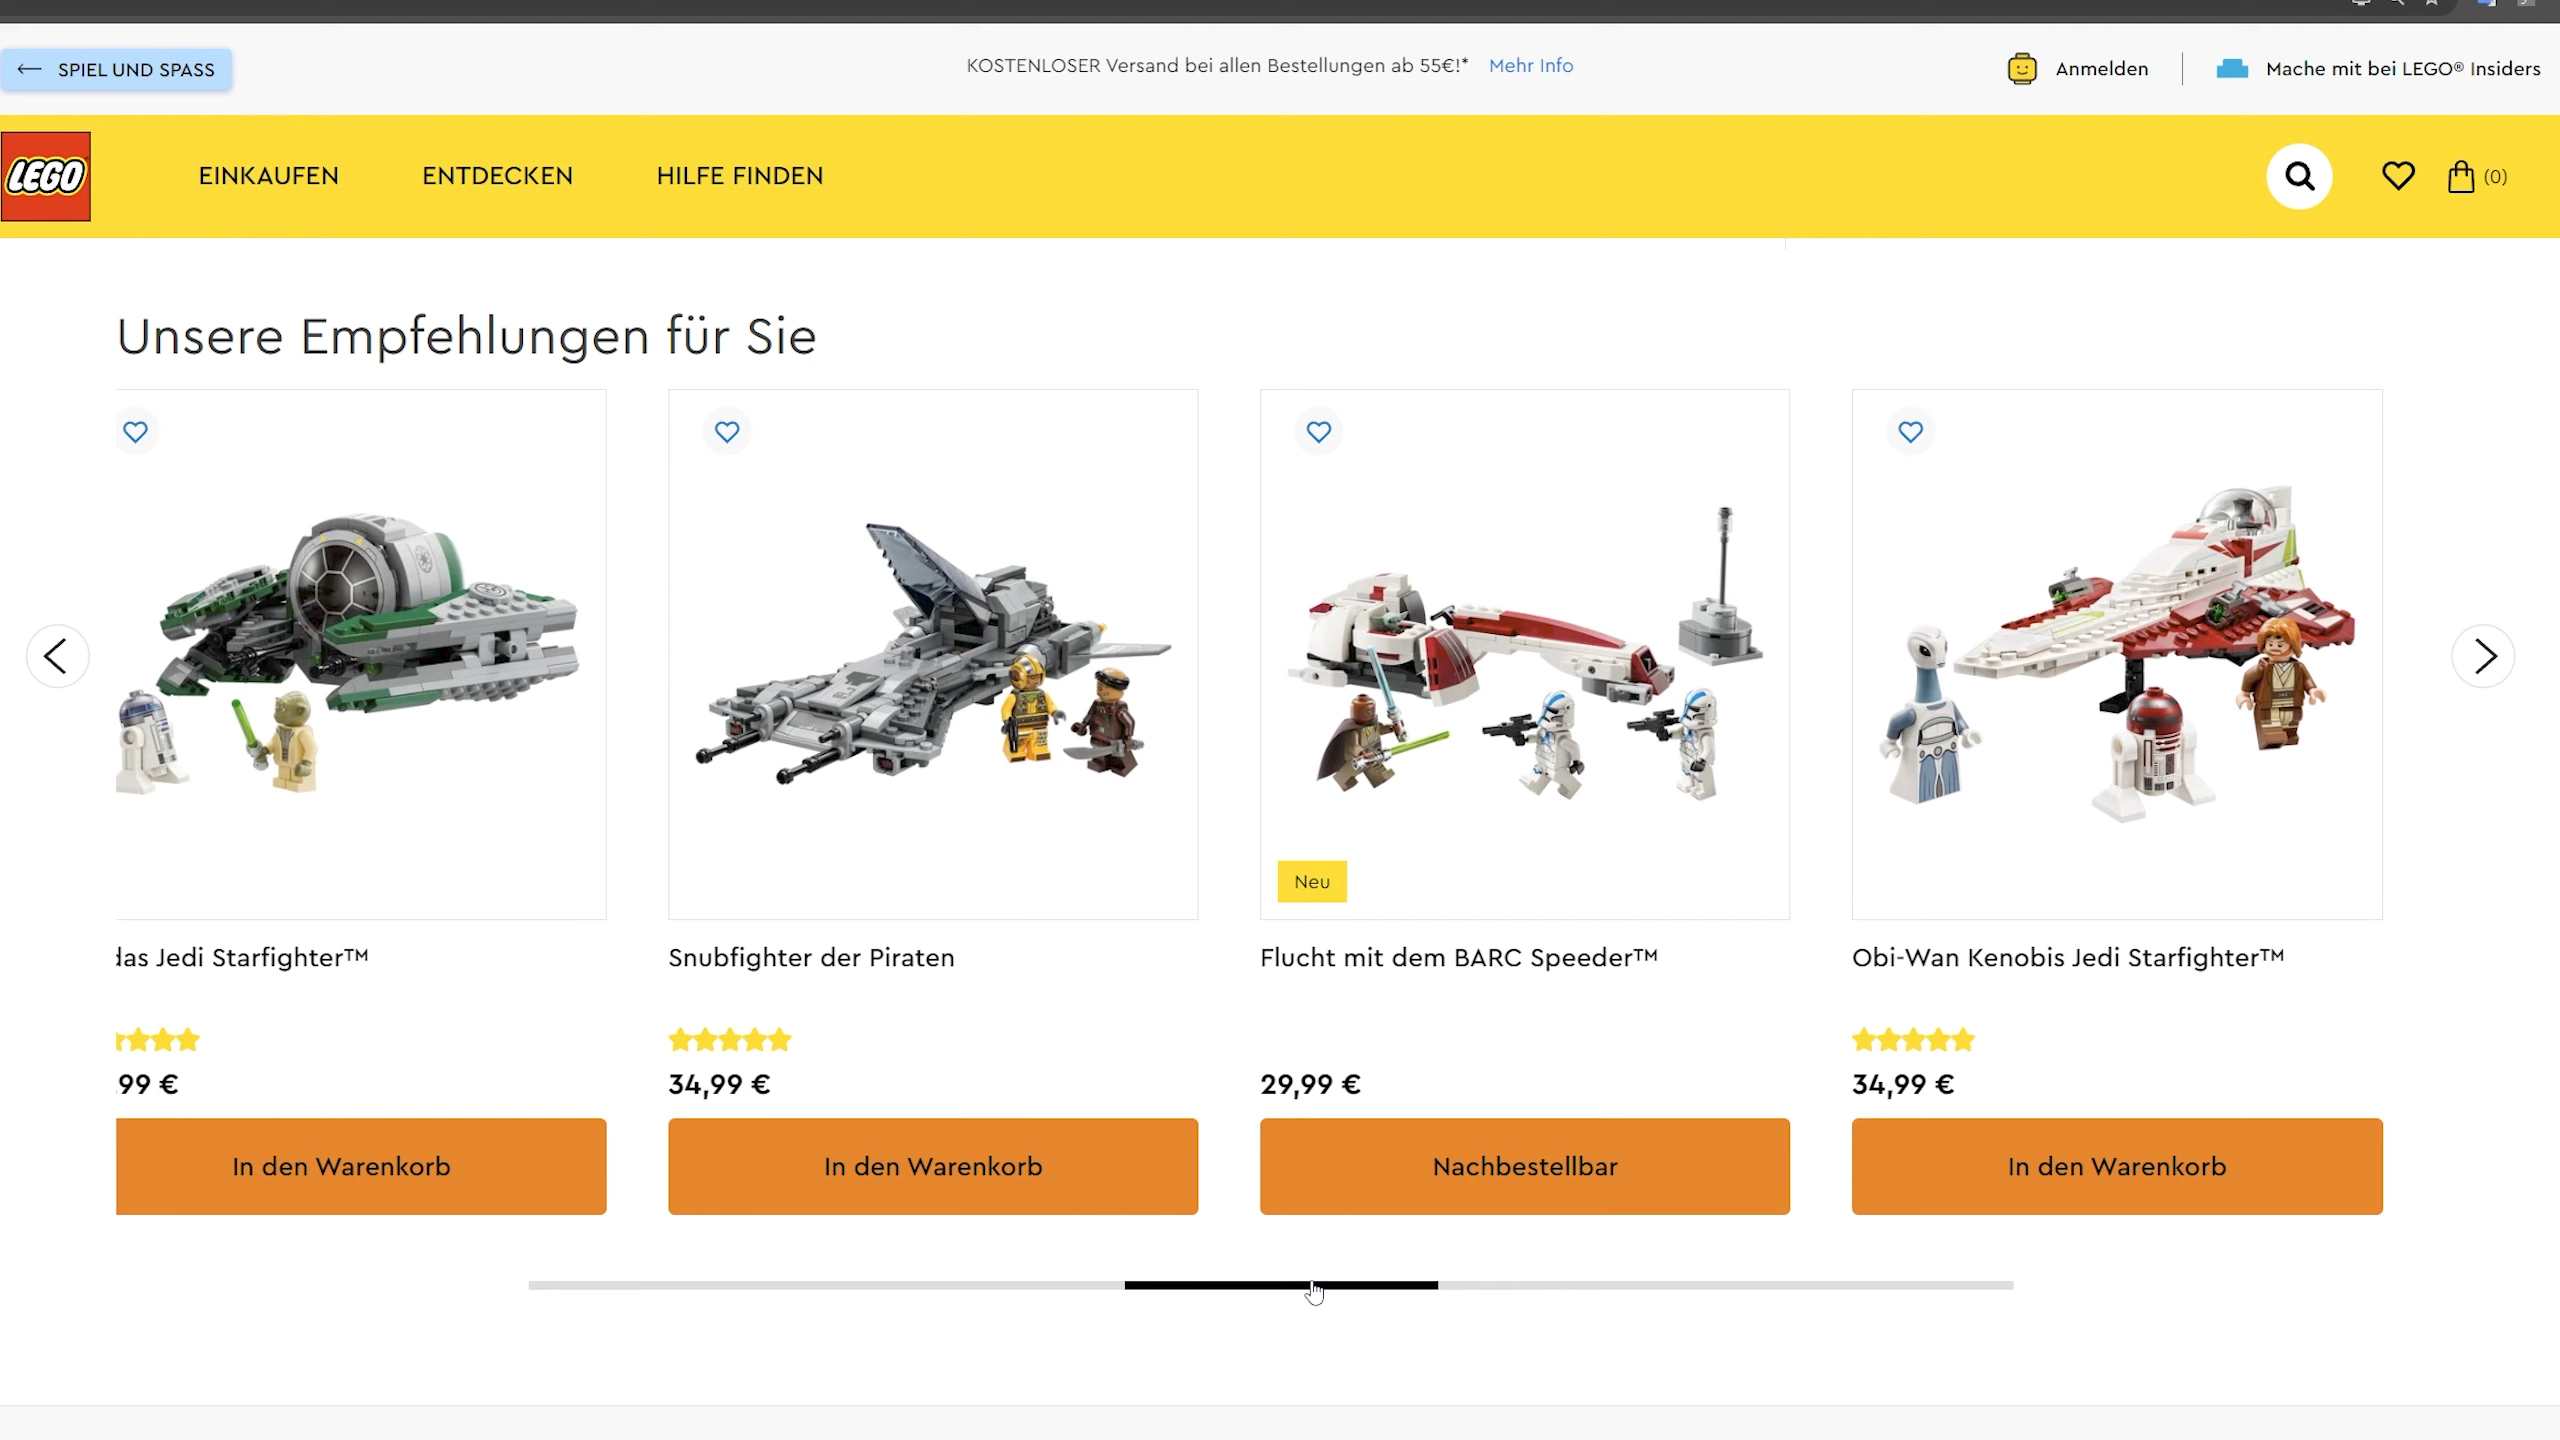 SPIEL UND SPASS
KOSTENLOSER Versand bei allen Bestellungen ab 55€!* Mehr Info
Anmelden
Mache mit bei LEGO® Insiders
LEGO
EINKAUFEN
ENTDECKEN
HILFE FINDEN
(0)
Unsere Empfehlungen für Sie
Neu
das Jedi Starfighter™
Snubfighter der Piraten
Flucht mit dem BARC Speeder™
Obi-Wan Kenobis Jedi Starfighter™
,99 €
34,99 €
29,99 €
34,99 €
In den Warenkorb
In den Warenkorb
Nachbestellbar
In den Warenkorb